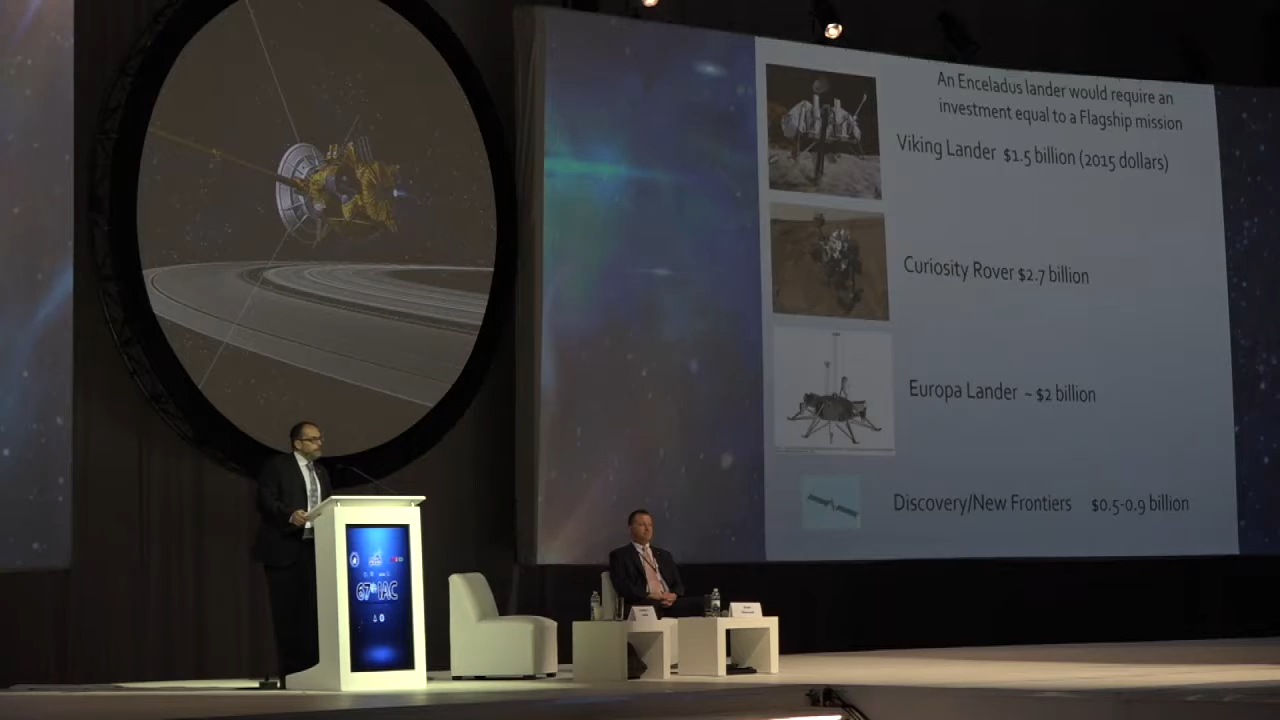 An Enceladus lander would require an
investment equal to a Flagship mission
Viking Lander $1.5 billion (2015 dollars)
Curiosity Rover $2.7 billion
Europa Lander ~ $2 billion
Discovery/New Frontiers $0.5-0.9 billion
67th IAC